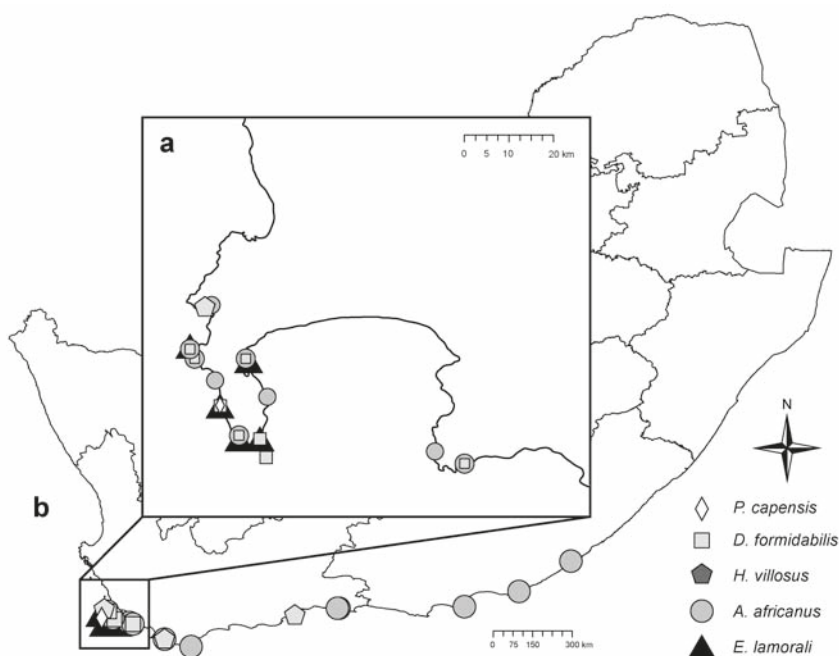 a
0 5 10 20 km
b
N
P. capensis
D. formidabilis
H. villosus
A. africanus
E. lamorali
0 75 150 300 km